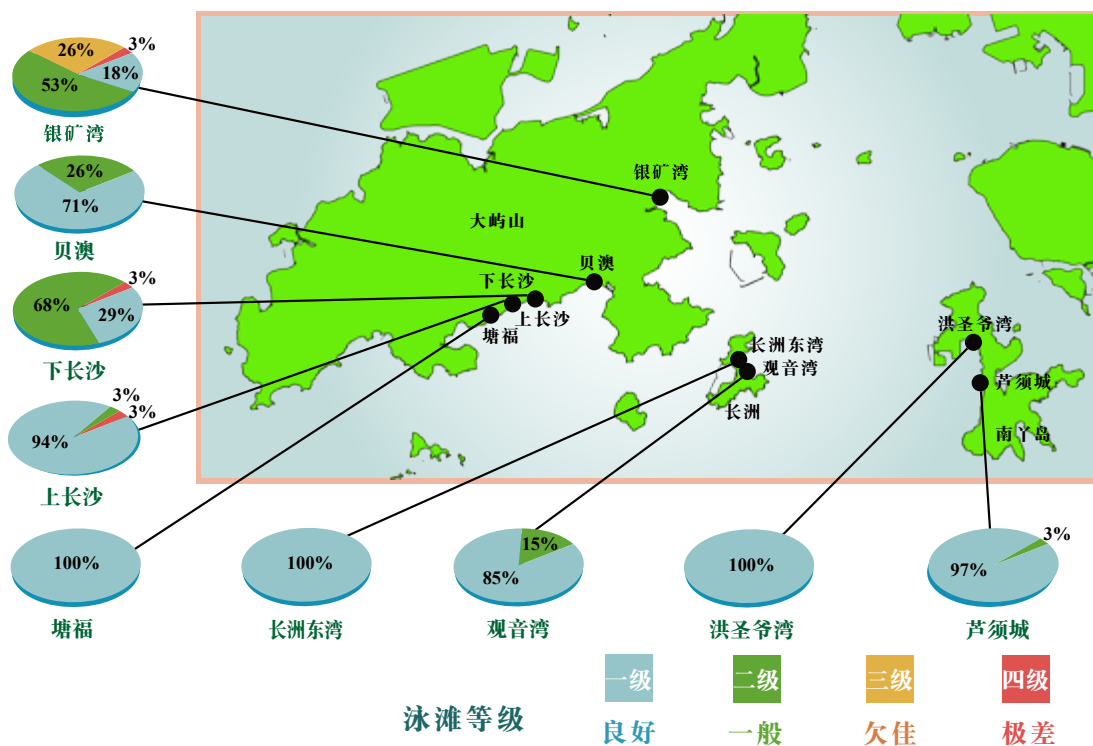 26%
3%
53%
18%
银矿湾
26%
71%
贝澳
3%
68%
29%
下长沙
3%
3%
94%
上长沙
银矿湾
大屿山
贝澳
下长沙
上长沙
塘福
长洲东湾
观音湾
长洲
洪圣爷湾
芦须城
南丫岛
100%
塘福
100%
长洲东湾
15%
85%
观音湾
100%
洪圣爷湾
3%
97%
芦须城
泳滩等级
一级 二级 三级 四级
良好 一般 欠佳 极差